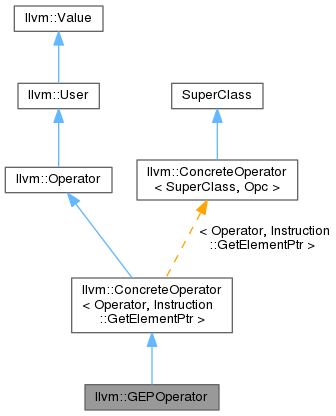 llvm::Value
llvm::User
SuperClass
llvm::Operator
llvm::ConcreteOperator
< SuperClass, Opc >
< Operator, Instruction
::GetElementPtr >
llvm::ConcreteOperator
< Operator, Instruction
::GetElementPtr >
llvm::GEPOperator